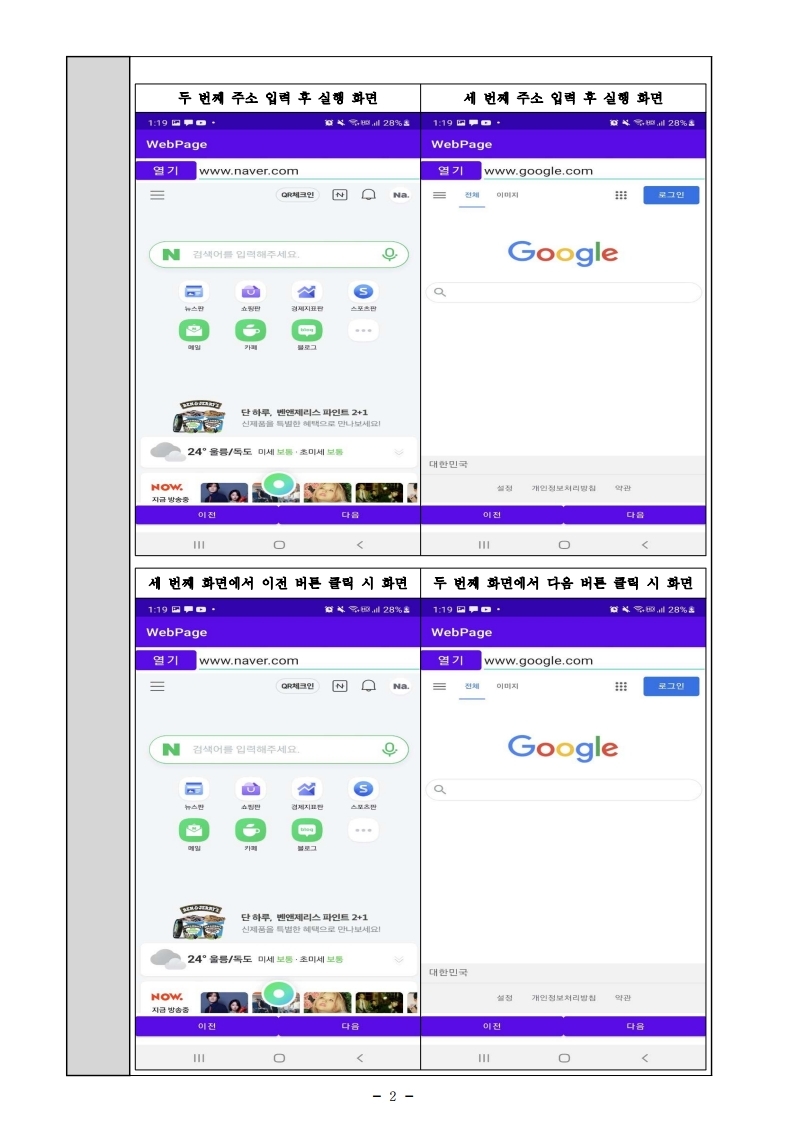 두 번째 주소 입력 후 실행 화면
세 번째 주소 입력 후 실행 화면
1:19
28%
WebPage
열기 www.naver.com
QR체크인 N Na.
N 검색어를 입력해주세요.
뉴스판 쇼핑판 경제지표판 S 스포츠판
메일 카페 blog 블로그
BEN & JERRY'S
단 하루, 벤앤제리스 파인트 2+1
신제품을 특별한 혜택으로 만나보세요!
24° 울릉/독도 미세 보통 · 초미세 보통
NOW.
지금 방송중
이전 다음
1:19
28%
WebPage
열기 www.google.com
전체 이미지 로그인
Google
대한민국
설정 개인정보처리방침 약관
이전 다음
세 번째 화면에서 이전 버튼 클릭 시 화면
두 번째 화면에서 다음 버튼 클릭 시 화면
1:19
28%
WebPage
열기 www.naver.com
QR체크인 N Na.
N 검색어를 입력해주세요.
뉴스판 쇼핑판 경제지표판 S 스포츠판
메일 카페 blog 블로그
BEN & JERRY'S
단 하루, 벤앤제리스 파인트 2+1
신제품을 특별한 혜택으로 만나보세요!
24° 울릉/독도 미세 보통 · 초미세 보통
NOW.
지금 방송중
이전 다음
1:19
28%
WebPage
열기 www.google.com
전체 이미지 로그인
Google
대한민국
설정 개인정보처리방침 약관
이전 다음
- 2 -